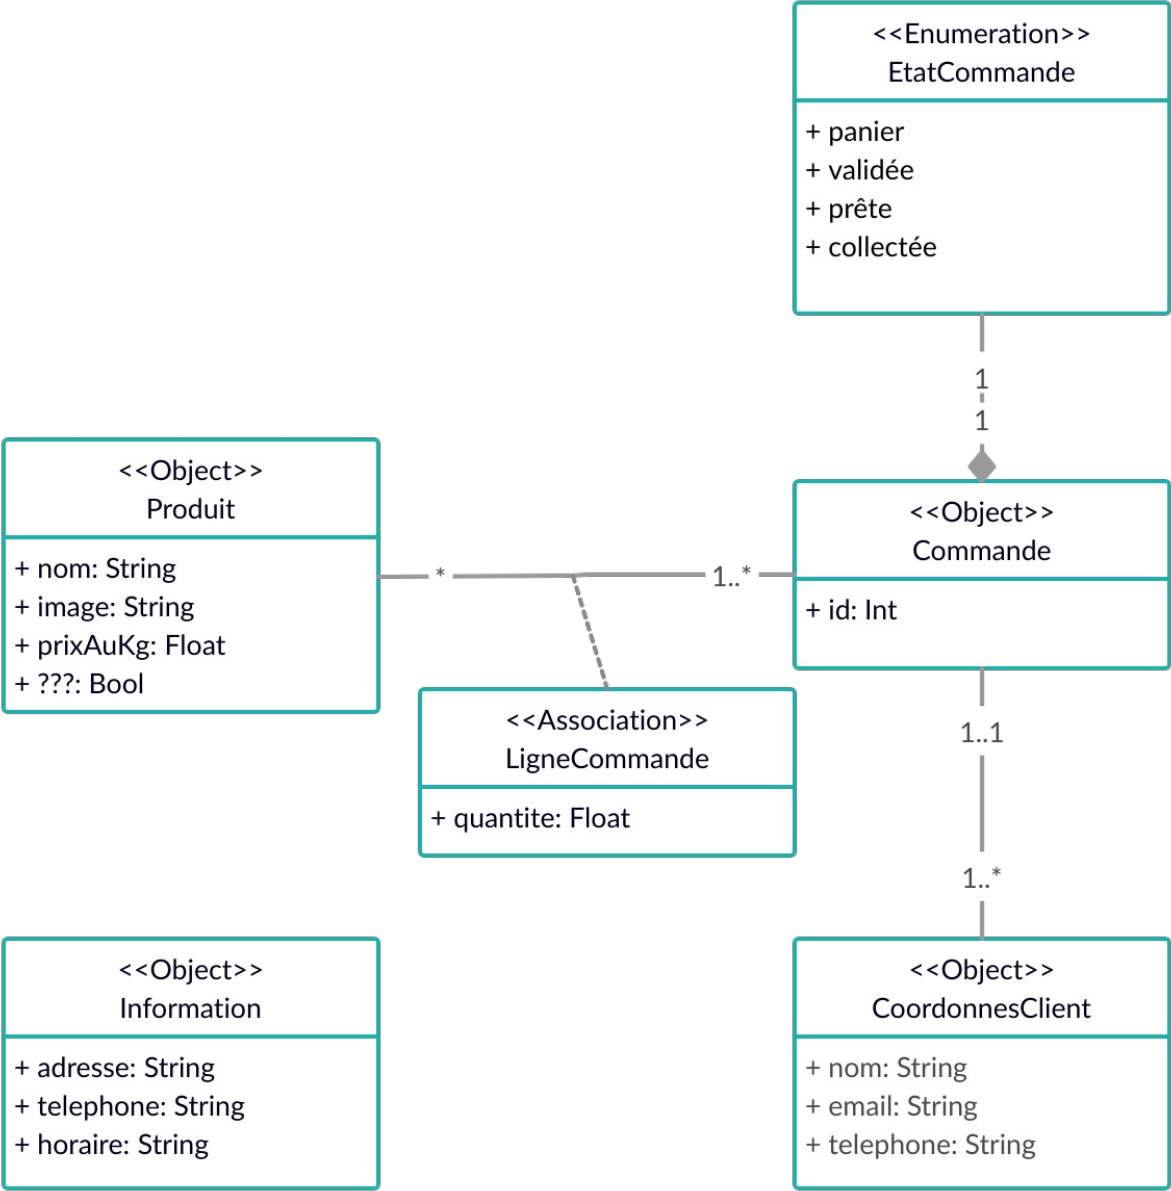 <<Enumeration>>
EtatCommande
+ panier
+ validée
+ prête
+ collectée
1
1
<<Object>>
Produit
+ nom: String
+ image: String
+ prixAuKg: Float
+ ???: Bool
*
1..*
<<Object>>
Commande
+ id: Int
<<Association>>
LigneCommande
+ quantite: Float
1..1
1..*
<<Object>>
Information
+ adresse: String
+ telephone: String
+ horaire: String
<<Object>>
CoordonnesClient
+ nom: String
+ email: String
+ telephone: String